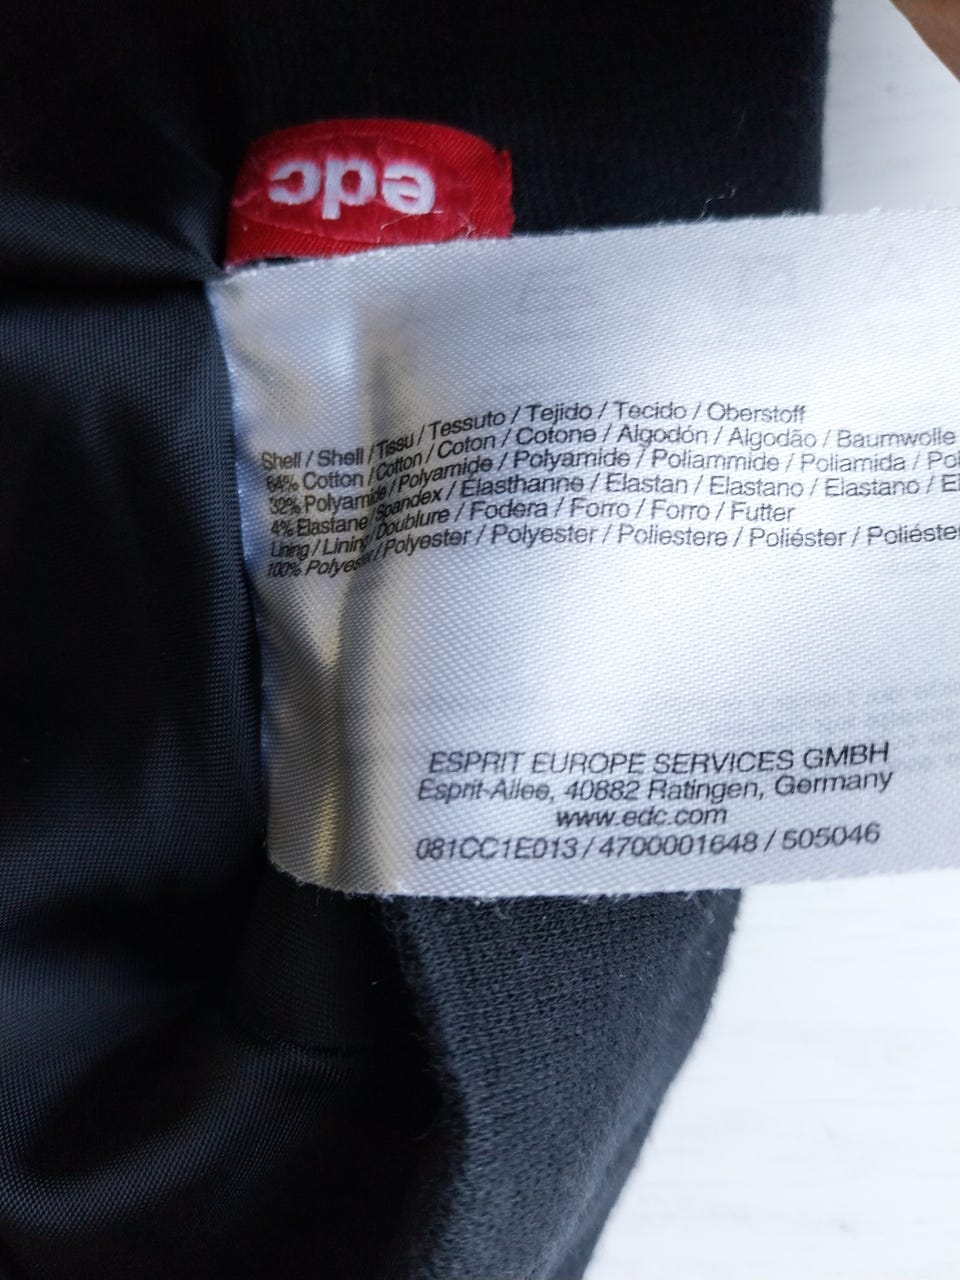 edc
Shell / Shell / Tissu / Tessuto / Tejido / Tecido / Oberstoff
64% Cotton / Cotton / Coton / Cotone / Algodón / Algodão / Baumwolle
32% Polyamide / Polyamide / Polyamide / Poliammide / Poliamida / Pol
4% Elastane / Spandex / Elasthanne / Elastan / Elastano / Elastano / El
Lining / Lining / Doublure / Fodera / Forro / Forro / Futter
100% Polyester / Polyester / Polyester / Poliestere / Poliéster / Poliéster
ESPRIT EUROPE SERVICES GMBH
Esprit-Allee, 40882 Ratingen, Germany
www.edc.com
081CC1E013 / 4700001648 / 505046